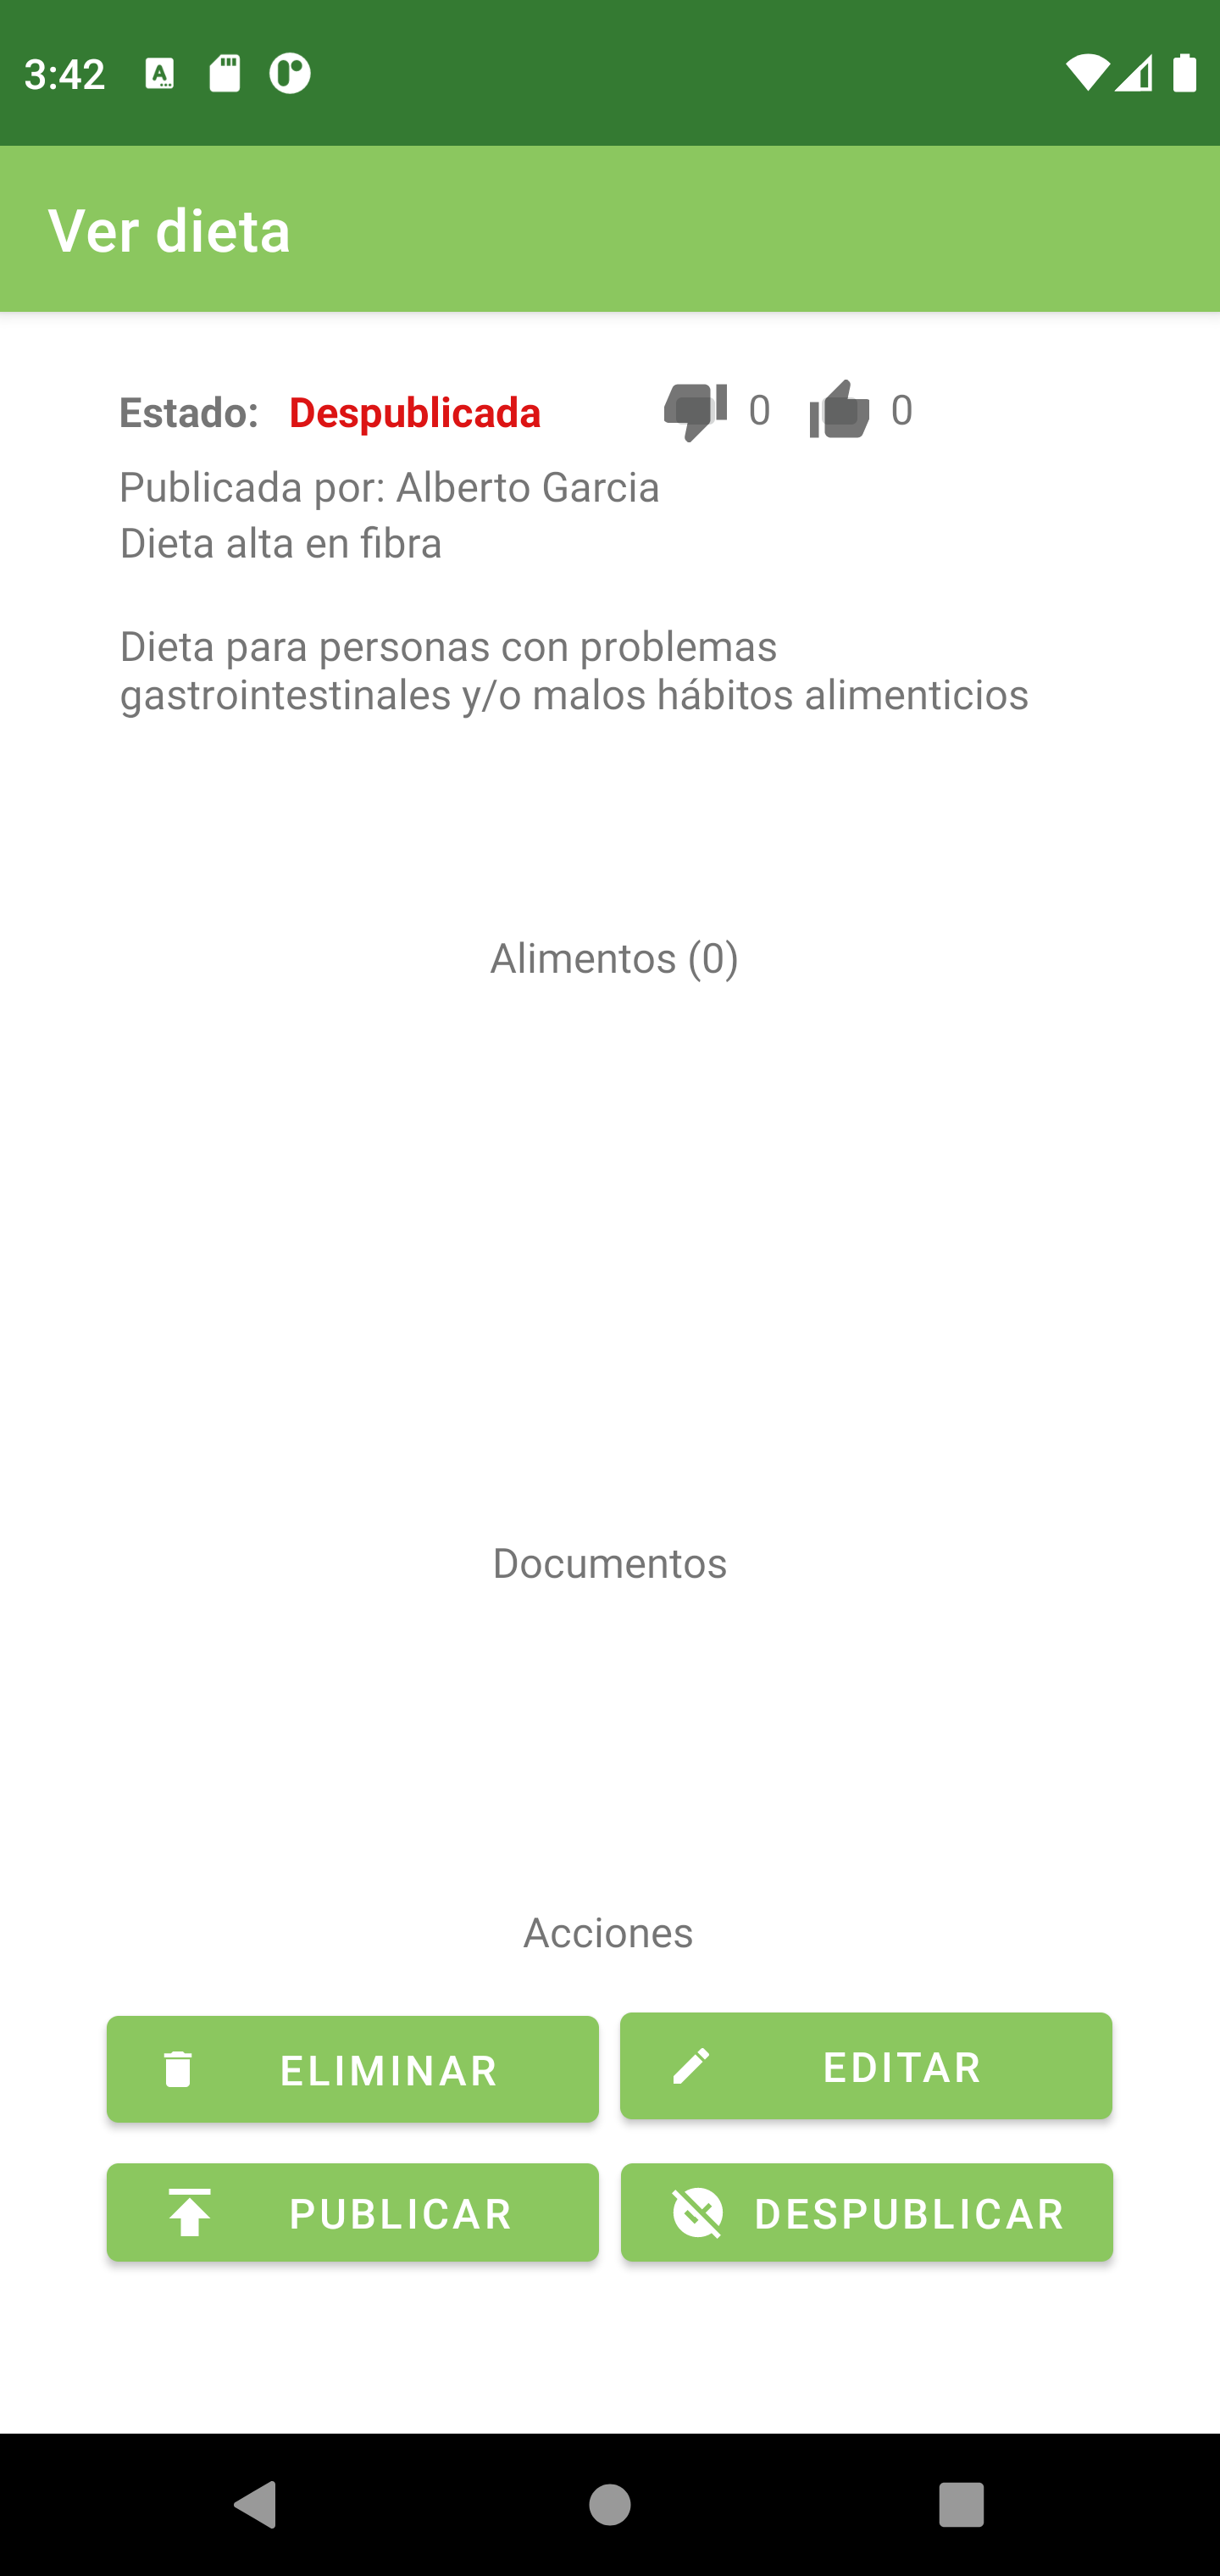 3:42
Ver dieta
Estado: Despublicada 0 0
Publicada por: Alberto Garcia
Dieta alta en fibra
Dieta para personas con problemas
gastrointestinales y/o malos hábitos alimenticios
Alimentos (0)
Documentos
Acciones
ELIMINAR EDITAR
PUBLICAR DESPUBLICAR